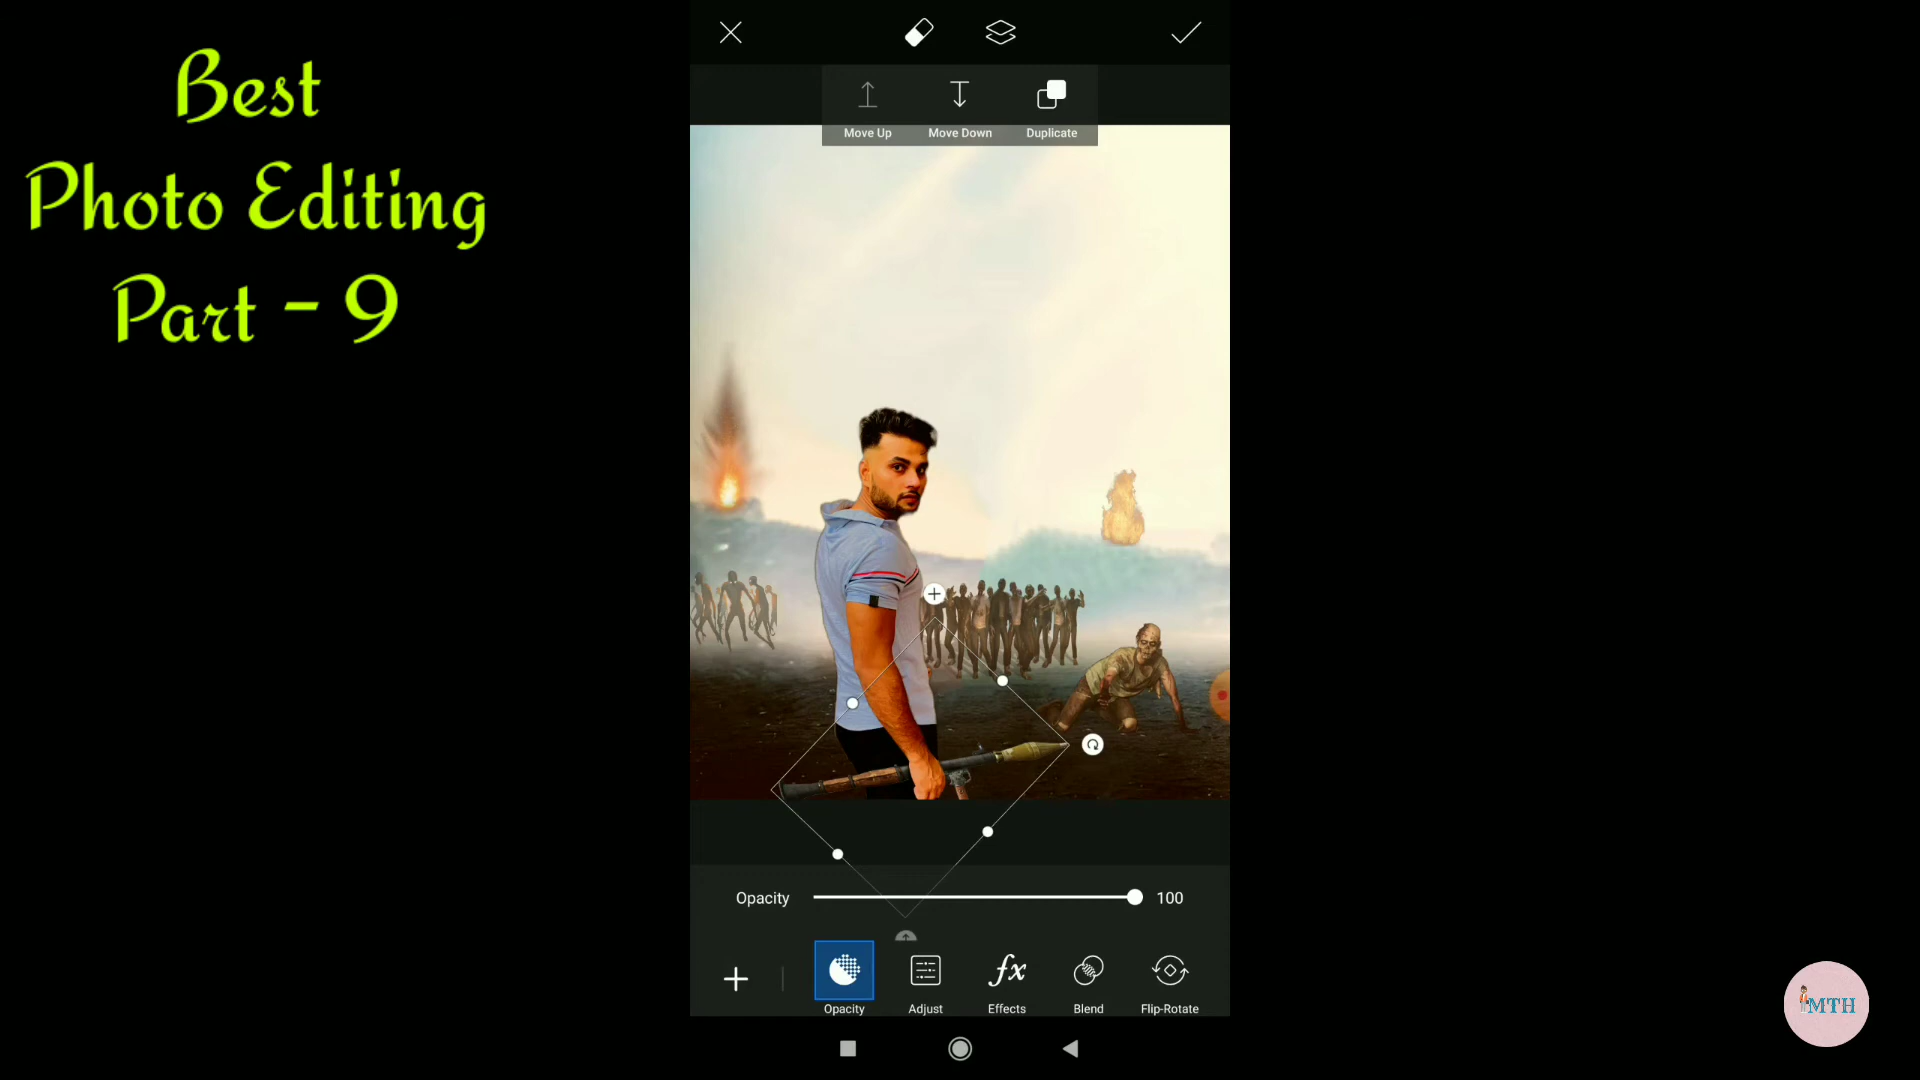 Best
Photo Editing
Part - 9
Move Up
Move Down
Duplicate
Opacity
100
Opacity
Adjust
fx
Effects
Blend
Flip-Rotate
MTH